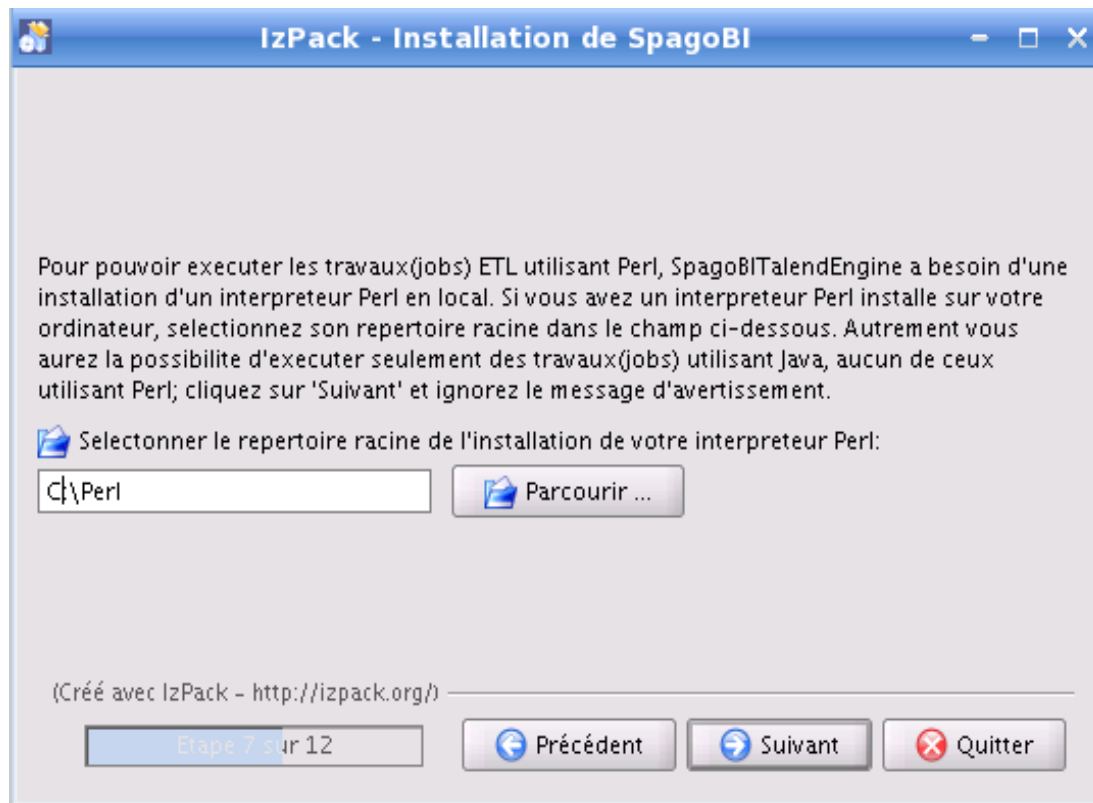 IzPack - Installation de SpagoBI
Pour pouvoir executer les travaux(jobs) ETL utilisant Perl, SpagoBITalendEngine a besoin d'une
installation d'un interpreteur Perl en local. Si vous avez un interpreteur Perl installe sur votre
ordinateur, selectionnez son repertoire racine dans le champ ci-dessous. Autrement vous
aurez la possibilite d'executer seulement des travaux(jobs) utilisant Java, aucun de ceux
utilisant Perl; cliquez sur 'Suivant' et ignorez le message d'avertissement.
Selectonner le repertoire racine de l'installation de votre interpreteur Perl:
C:\Perl
Parcourir ...
(Créé avec IzPack - http://izpack.org/)
Etape 7 sur 12
Précédent
Suivant
Quitter